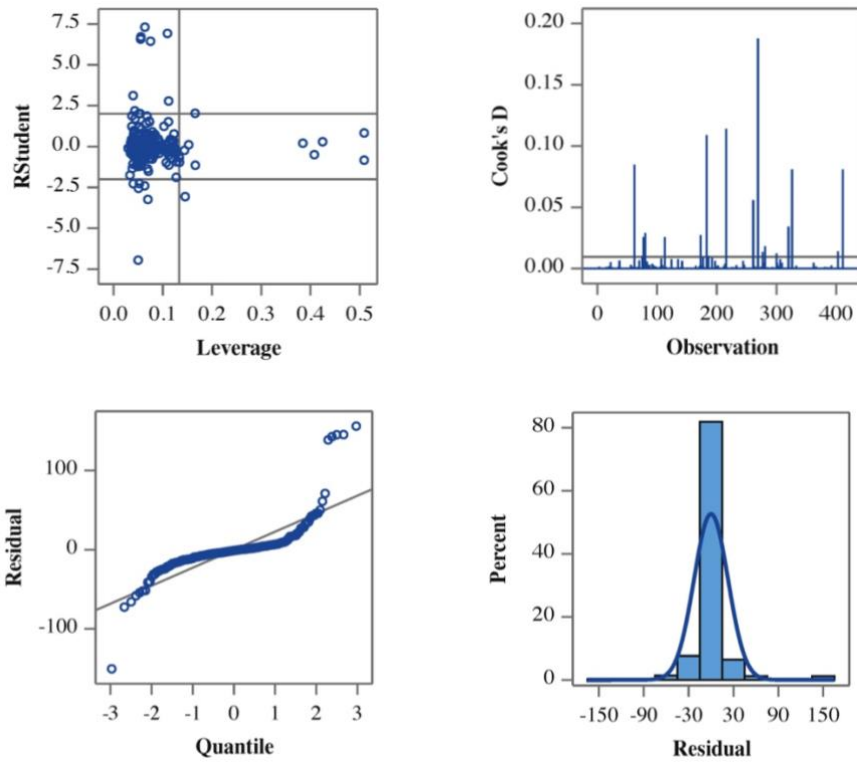 7.5
5.0
2.5
0.0
-2.5
-5.0
-7.5
RStudent
0.0 0.1 0.2 0.3 0.4 0.5
Leverage
0.20
0.15
0.10
0.05
0.00
Cook's D
0 100 200 300 400
Observation
100
0
-100
Residual
-3 -2 -1 0 1 2 3
Quantile
80
60
40
20
0
Percent
-150 -90 -30 30 90 150
Residual